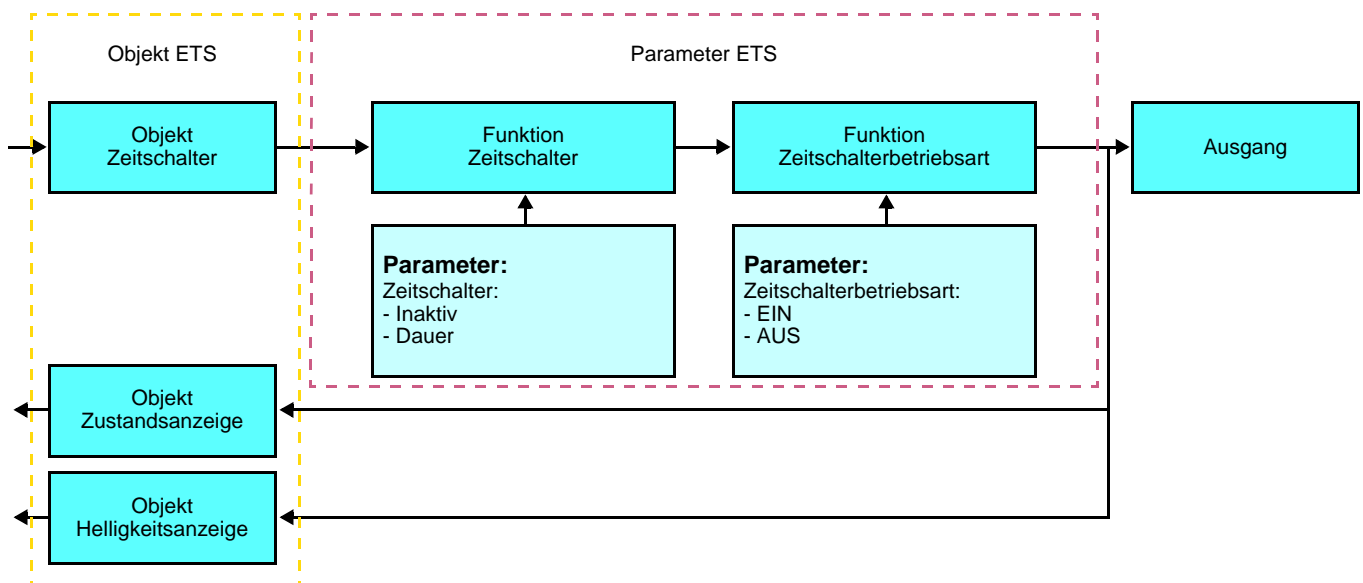 Objekt ETS
Parameter ETS
Objekt
Zeitschalter
Funktion
Zeitschalter
Funktion
Zeitschalterbetriebsart
Ausgang
Parameter:
Zeitschalter:
- Inaktiv
- Dauer
Parameter:
Zeitschalterbetriebsart:
- EIN
- AUS
Objekt
Zustandsanzeige
Objekt
Helligkeitsanzeige